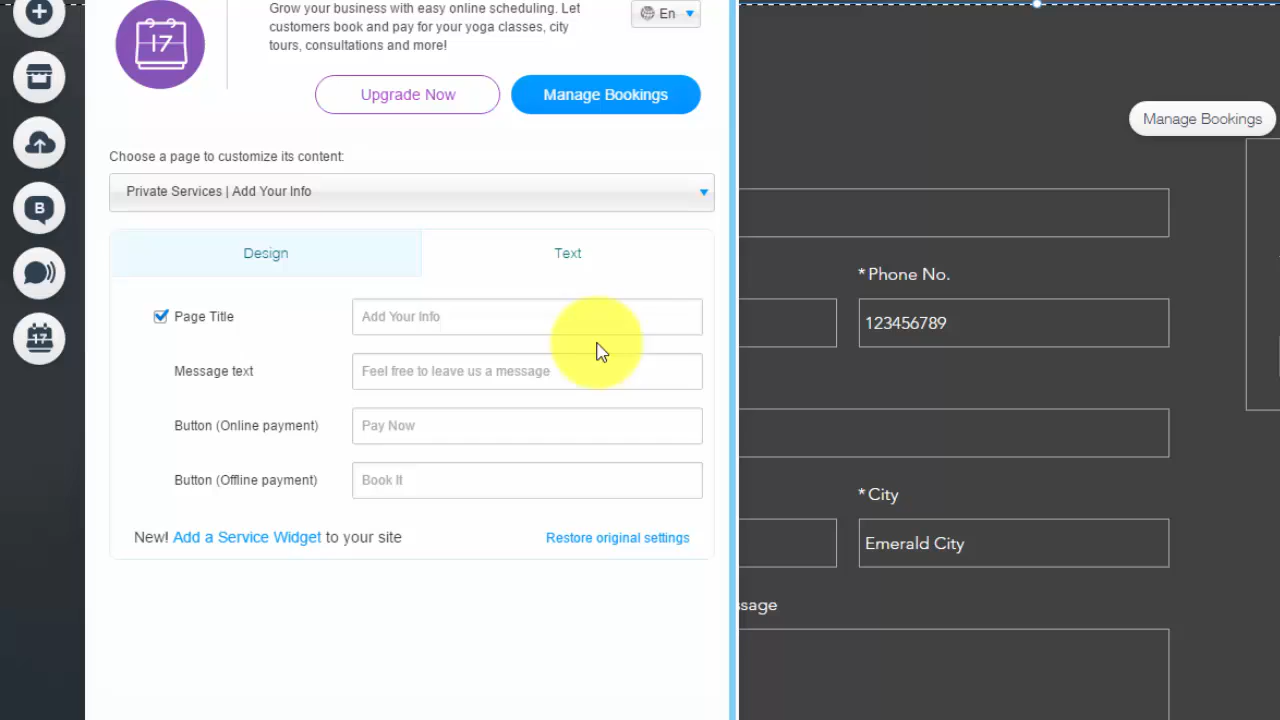 Grow your business with easy online scheduling. Let
customers book and pay for your yoga classes, city
tours, consultations and more!
En
17
Upgrade Now
Manage Bookings
Manage Bookings
Choose a page to customize its content:
Private Services | Add Your Info
B
Design
Text
* Phone No.
17
Page Title
Add Your Info
123456789
Message text
Feel free to leave us a message
Button (Online payment)
Pay Now
Button (Offline payment)
Book It
* City
New! Add a Service Widget to your site
Restore original settings
Emerald City
ssage